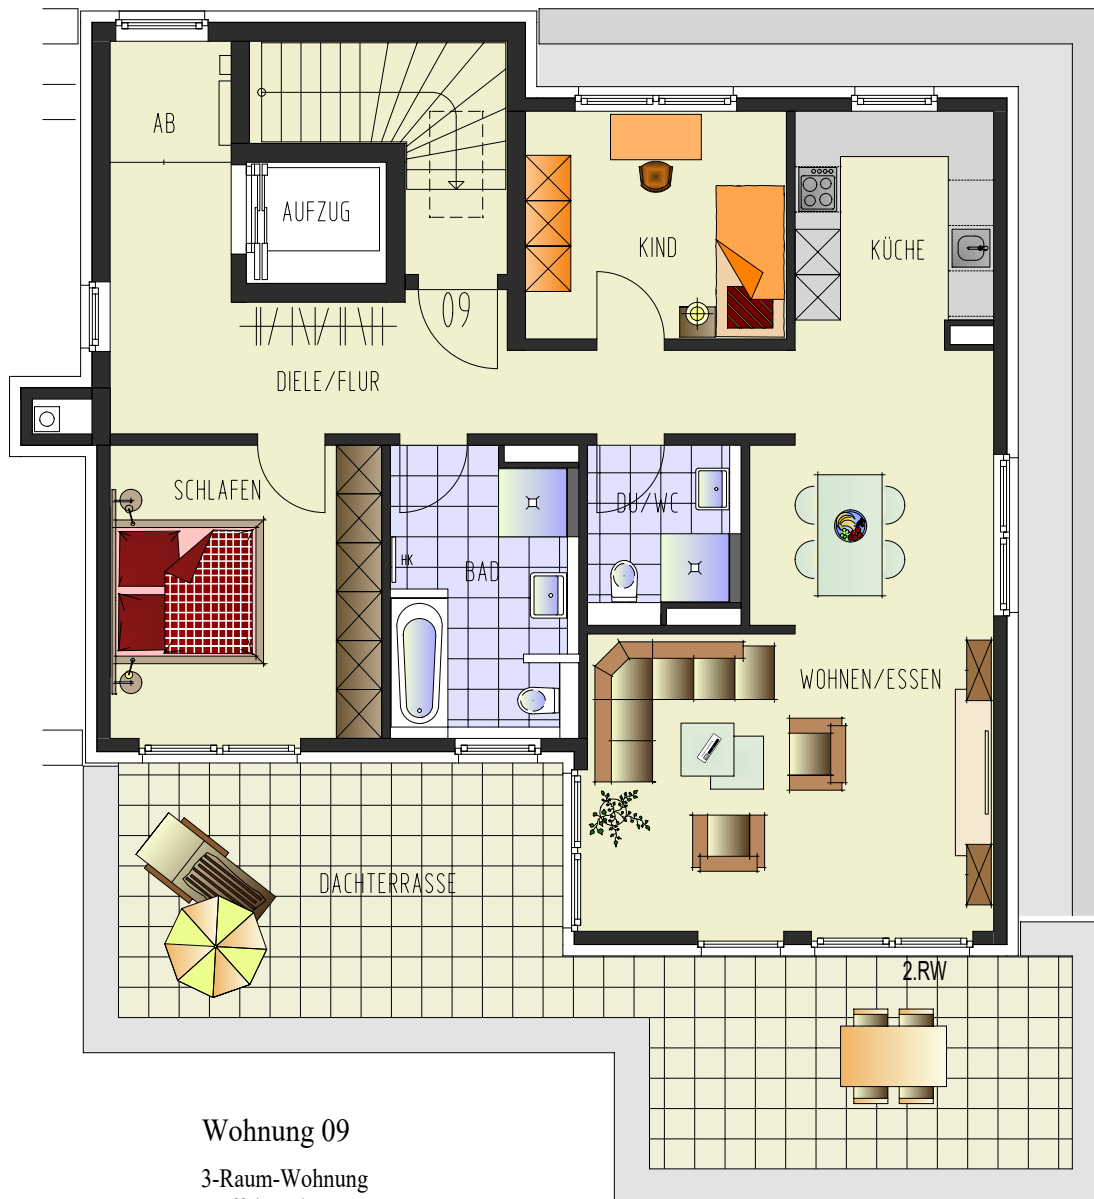 AB
AUFZUG
KIND
KÜCHE
09
DIELE/FLUR
SCHLAFEN
DU/WC
HK
BAD
WOHNEN/ESSEN
DACHTERRASSE
2.RW
Wohnung 09
3-Raum-Wohnung